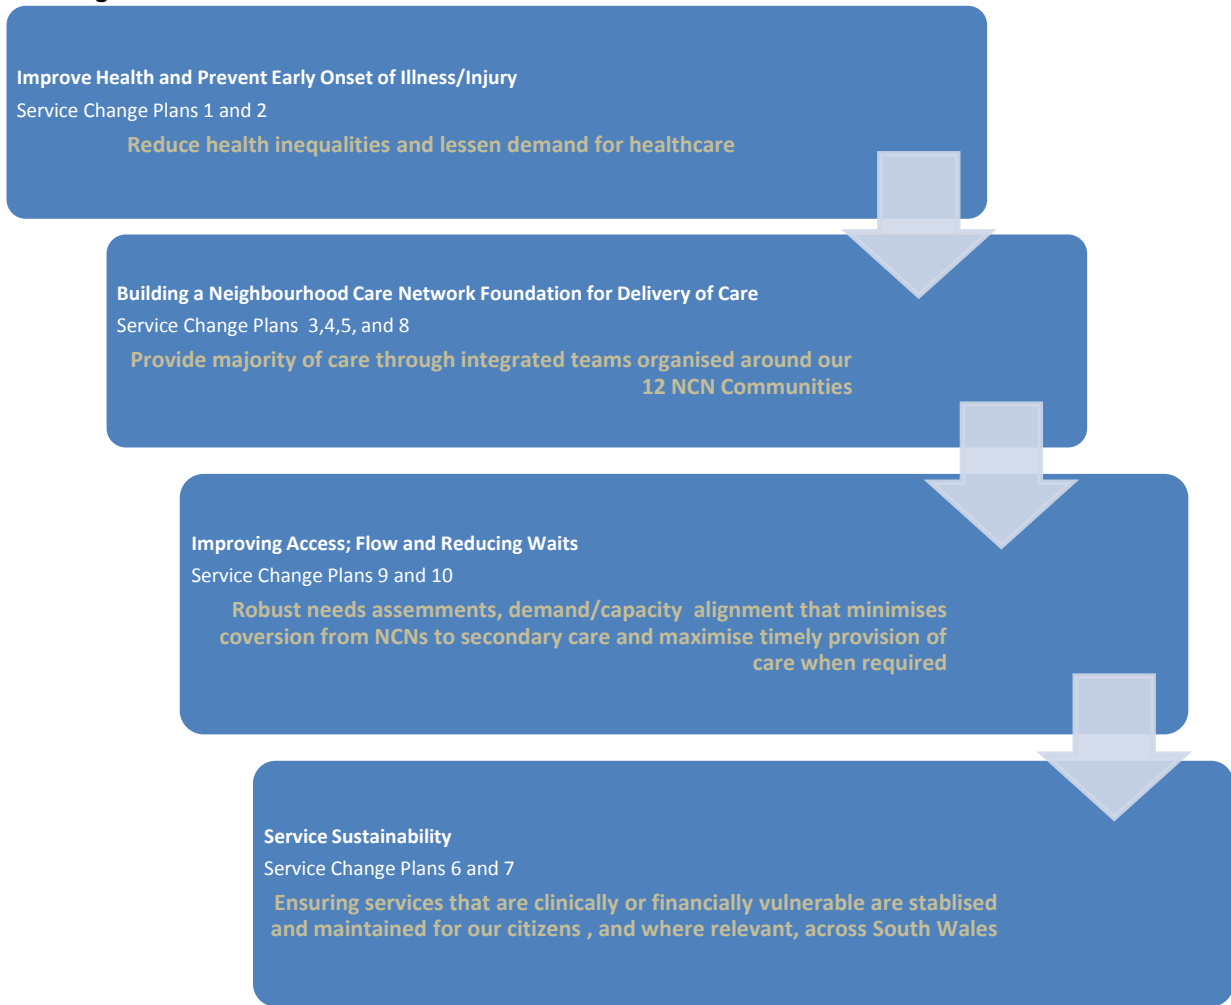 Improve Health and Prevent Early Onset of Illness/Injury
Service Change Plans 1 and 2
Reduce health inequalities and lessen demand for healthcare
Building a Neighbourhood Care Network Foundation for Delivery of Care
Service Change Plans 3,4,5, and 8
Provide majority of care through integrated teams organised around our
12 NCN Communities
Improving Access; Flow and Reducing Waits
Service Change Plans 9 and 10
Robust needs assemments, demand/capacity alignment that minimises
coversion from NCNs to secondary care and maximise timely provision of
care when required
Service Sustainability
Service Change Plans 6 and 7
Ensuring services that are clinically or financially vulnerable are stablised
and maintained for our citizens , and where relevant, across South Wales